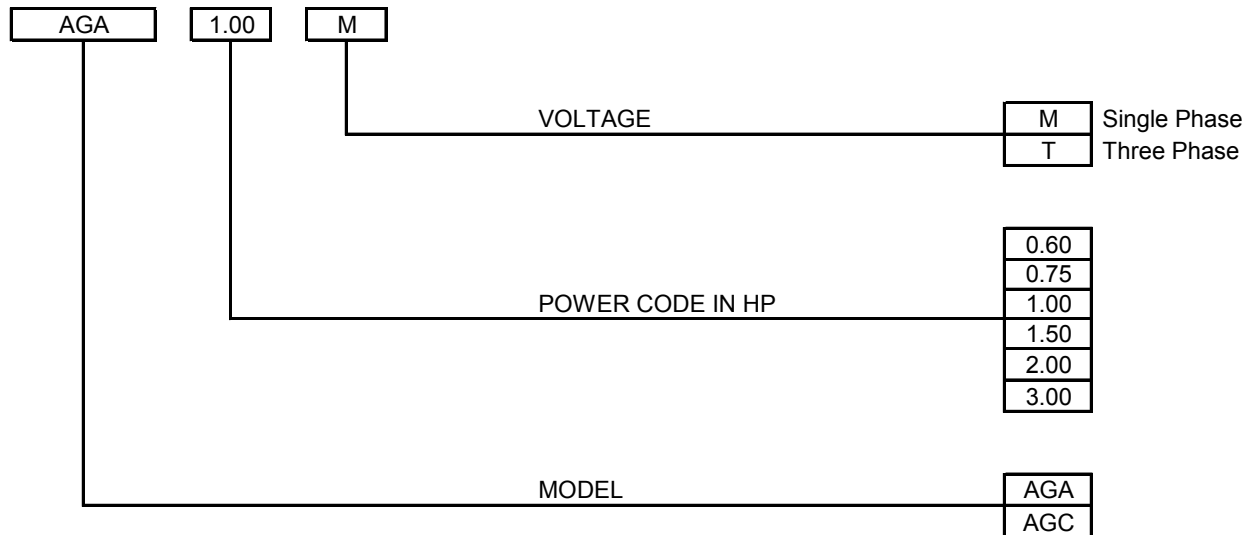 AGA 1.00 M
VOLTAGE M Single Phase
T Three Phase
0.60
0.75
POWER CODE IN HP 1.00
1.50
2.00
3.00
MODEL AGA
AGC